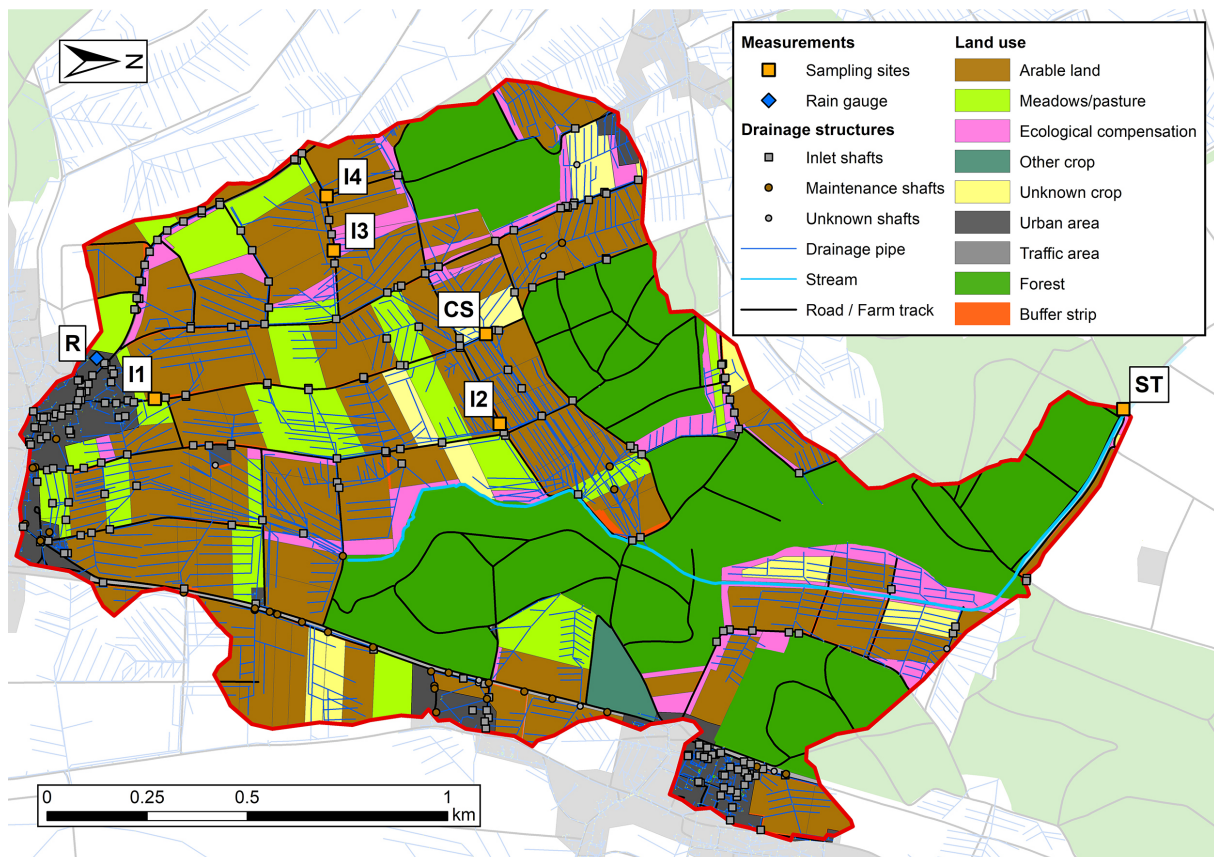 N
Measurements
Sampling sites
Rain gauge
Drainage structures
Inlet shafts
Maintenance shafts
Unknown shafts
Drainage pipe
Stream
Road / Farm track
Land use
Arable land
Meadows/pasture
Ecological compensation
Other crop
Unknown crop
Urban area
Traffic area
Forest
Buffer strip
I4
I3
CS
R
I1
I2
ST
0 0.25 0.5 1
km